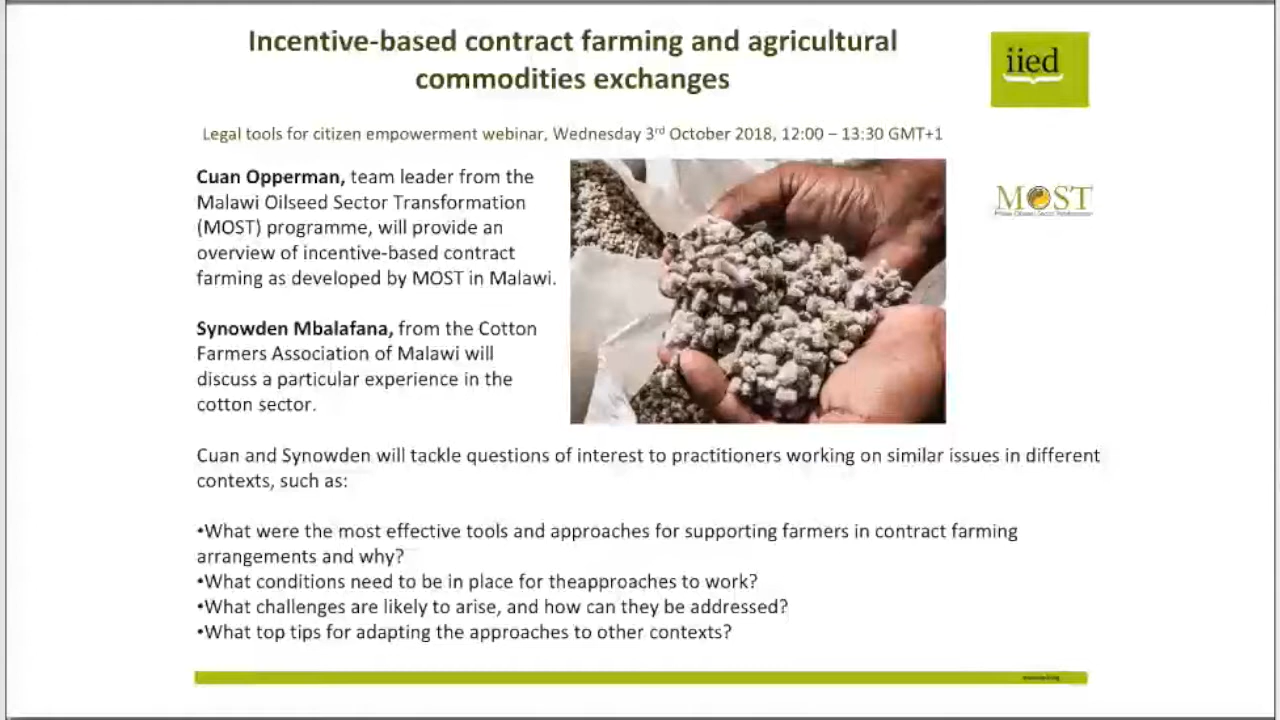 Incentive-based contract farming and agricultural
commodities exchanges
iied
Legal tools for citizen empowerment webinar, Wednesday 3rd October 2018, 12:00 – 13:30 GMT+1
Cuan Opperman, team leader from the
Malawi Oilseed Sector Transformation
(MOST) programme, will provide an
overview of incentive-based contract
farming as developed by MOST in Malawi.
MOST
Synowden Mbalafana, from the Cotton
Farmers Association of Malawi will
discuss a particular experience in the
cotton sector.
Cuan and Synowden will tackle questions of interest to practitioners working on similar issues in different
contexts, such as:
•What were the most effective tools and approaches for supporting farmers in contract farming
arrangements and why?
•What conditions need to be in place for theapproaches to work?
•What challenges are likely to arise, and how can they be addressed?
•What top tips for adapting the approaches to other contexts?